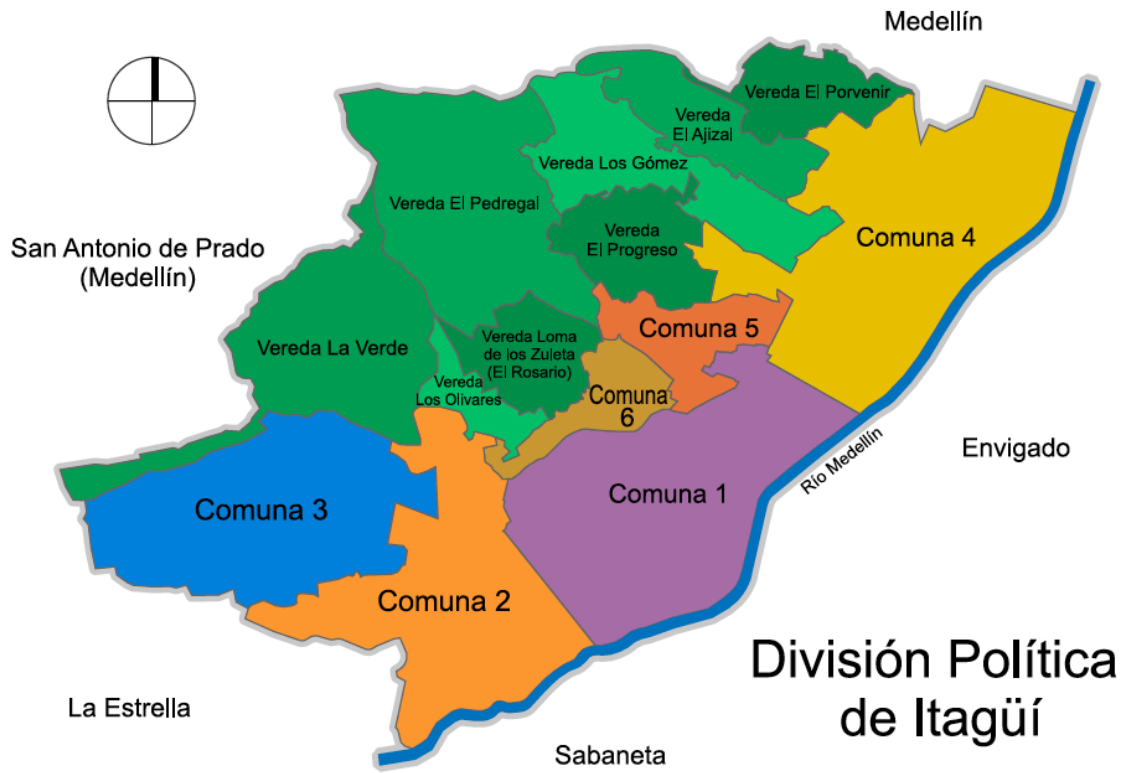 Medellín
Vereda El Porvenir
Vereda
El Ajizal
Vereda Los Gómez
Vereda El Pedregal
Vereda
El Progreso
Comuna 4
San Antonio de Prado
(Medellín)
Comuna 5
Vereda La Verde
Vereda Loma
de los Zuleta
(El Rosario)
Vereda
Los Olivares
Comuna
6
Río Medellín
Envigado
Comuna 1
Comuna 3
Comuna 2
División Política
de Itagüí
La Estrella
Sabaneta